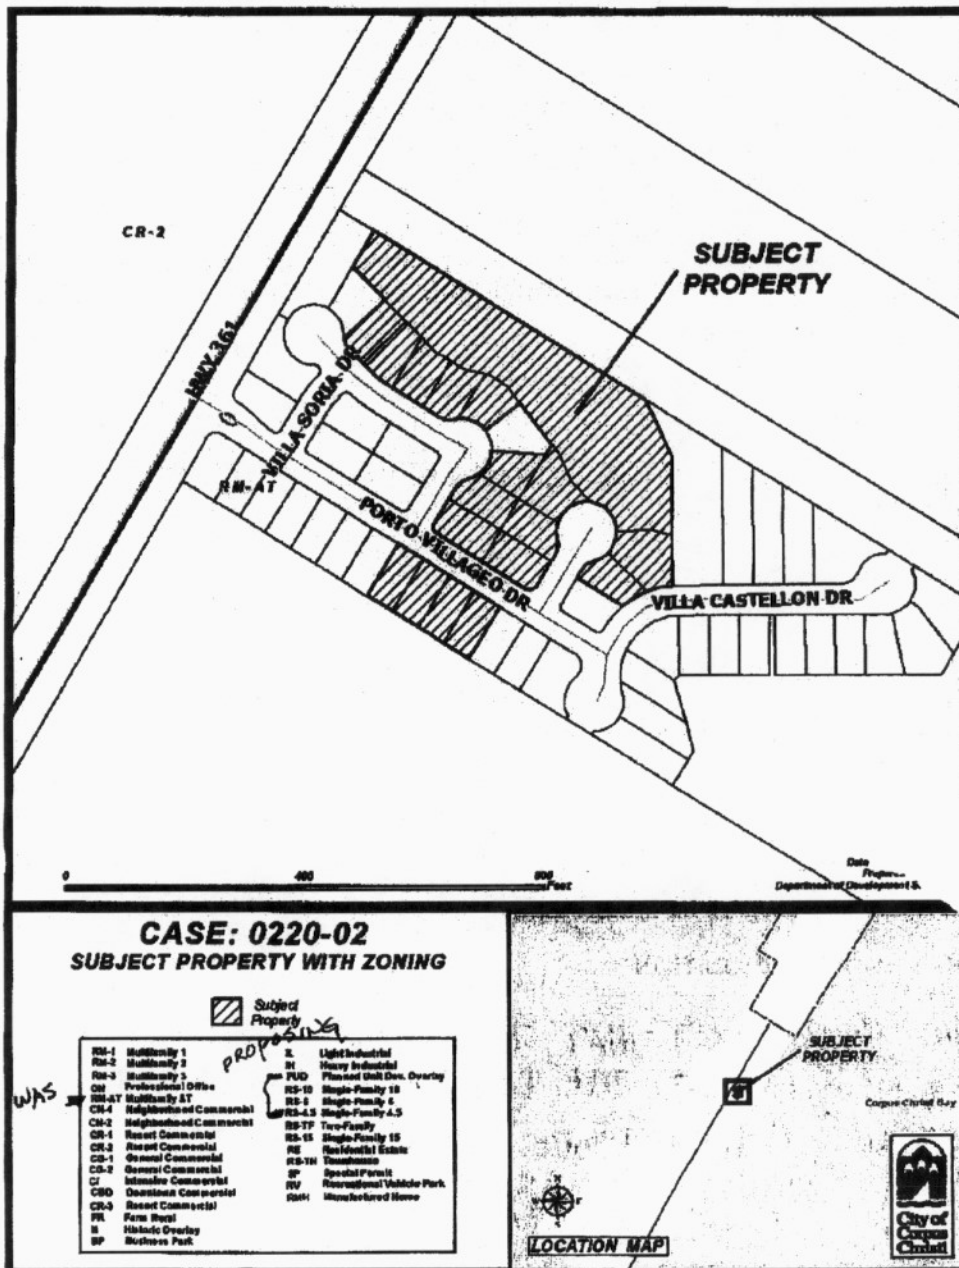 CR-2
SUBJECT
PROPERTY
HWY 361
VILLA SORIA DR
RM-AT
PORTO VILLAGEO DR
VILLA CASTELLON DR
0 400 800
Feet
Date
Department of Development S.
CASE: 0220-02
SUBJECT PROPERTY WITH ZONING
Subject
Property
PROPOSING
WAS
RM-1 Multifamily 1
RM-2 Multifamily 2
RM-3 Multifamily 3
ON Professional Office
RM-AT Multifamily AT
CN-1 Neighborhood Commercial
CN-2 Neighborhood Commercial
CR-1 Resort Commercial
CR-2 Resort Commercial
CG-1 General Commercial
CG-2 General Commercial
CI Intensive Commercial
CBD Downtown Commercial
CR-3 Resort Commercial
FR Farm Rural
H Historic Overlay
BP Business Park
IL Light Industrial
IH Heavy Industrial
PUD Planned Unit Dev. Overlay
RS-10 Single-Family 10
RS-6 Single-Family 6
RS-4.5 Single-Family 4.5
RS-TF Two-Family
RS-15 Single-Family 15
RE Residential Estate
RS-TH Townhouse
SP Special Permit
RV Recreational Vehicle Park
RMH Manufactured Home
SUBJECT
PROPERTY
Corpus Christi Bay
N
S
LOCATION MAP
City of
Corpus
Christi